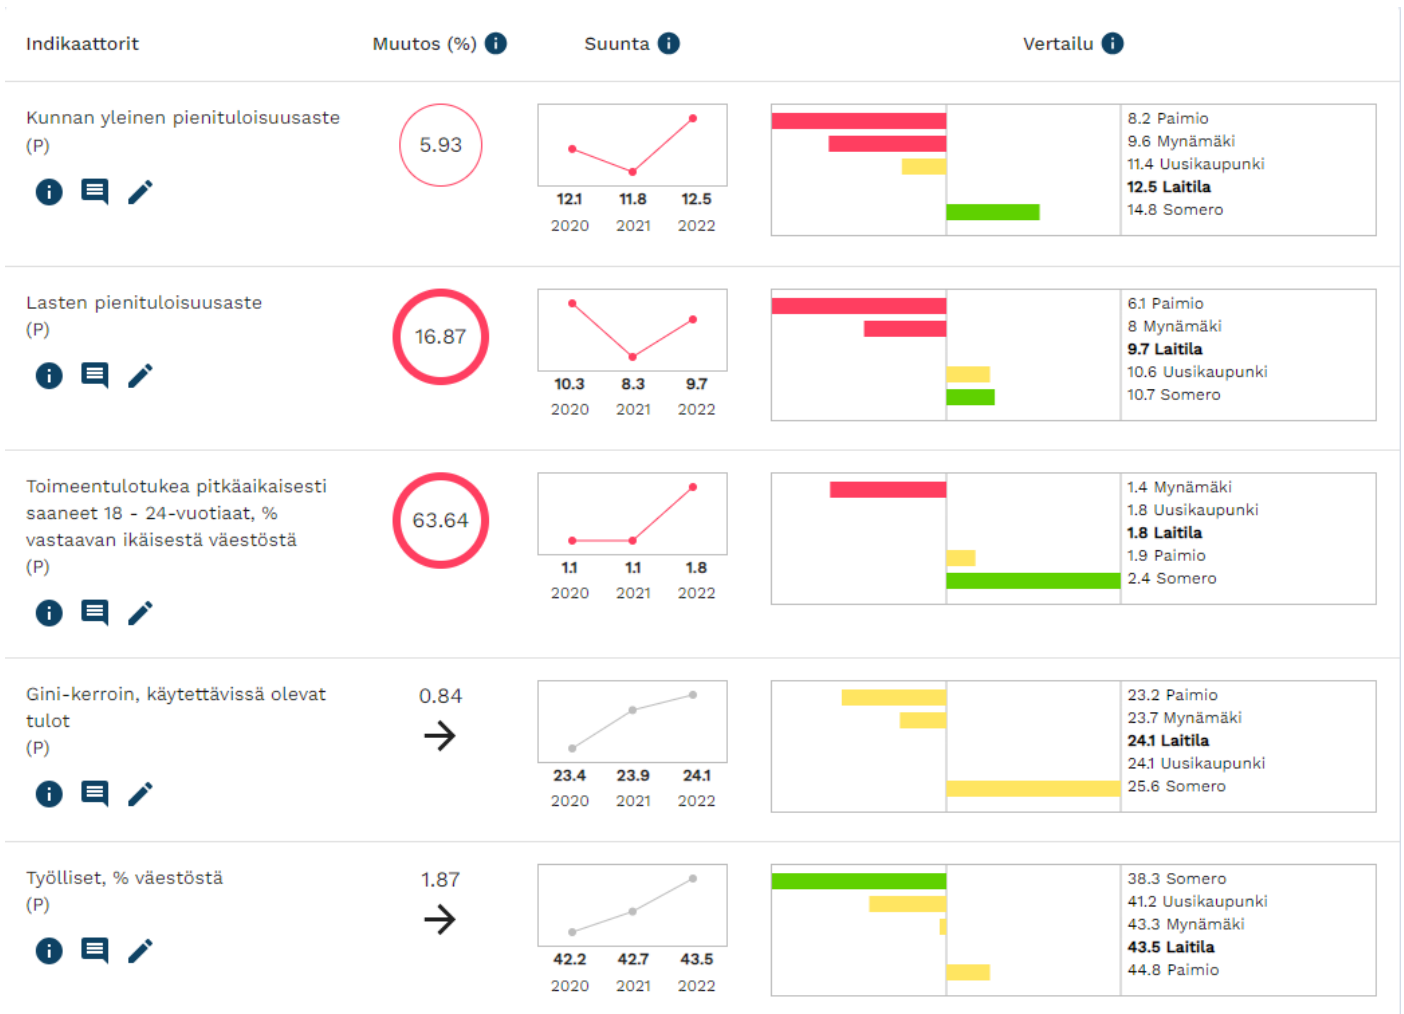 Indikaattorit Muutos (%) Suunta Vertailu
Kunnan yleinen pienituloisuusaste
(P)
5.93
12.1 11.8 12.5
2020 2021 2022
8.2 Paimio
9.6 Mynämäki
11.4 Uusikaupunki
12.5 Laitila
14.8 Somero
Lasten pienituloisuusaste
(P)
16.87
10.3 8.3 9.7
2020 2021 2022
6.1 Paimio
8 Mynämäki
9.7 Laitila
10.6 Uusikaupunki
10.7 Somero
Toimeentulotukea pitkäaikaisesti
saaneet 18 - 24-vuotiaat, %
vastaavan ikäisestä väestöstä
(P)
63.64
1.1 1.1 1.8
2020 2021 2022
1.4 Mynämäki
1.8 Uusikaupunki
1.8 Laitila
1.9 Paimio
2.4 Somero
Gini-kerroin, käytettävissä olevat
tulot
(P)
0.84
23.4 23.9 24.1
2020 2021 2022
23.2 Paimio
23.7 Mynämäki
24.1 Laitila
24.1 Uusikaupunki
25.6 Somero
Työlliset, % väestöstä
(P)
1.87
42.2 42.7 43.5
2020 2021 2022
38.3 Somero
41.2 Uusikaupunki
43.3 Mynämäki
43.5 Laitila
44.8 Paimio